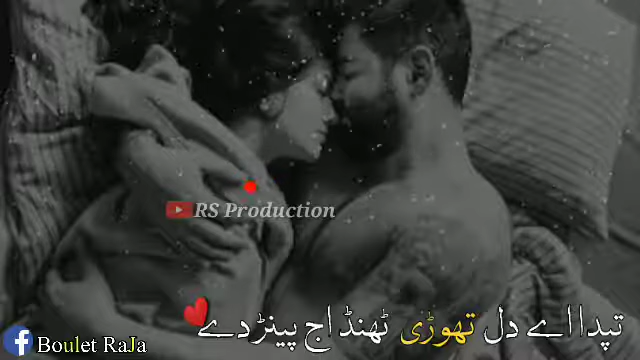 RS Production
تپدا اے دل تھوڑی ٹھنڈ اج پینڑ دے
Boulet RaJa